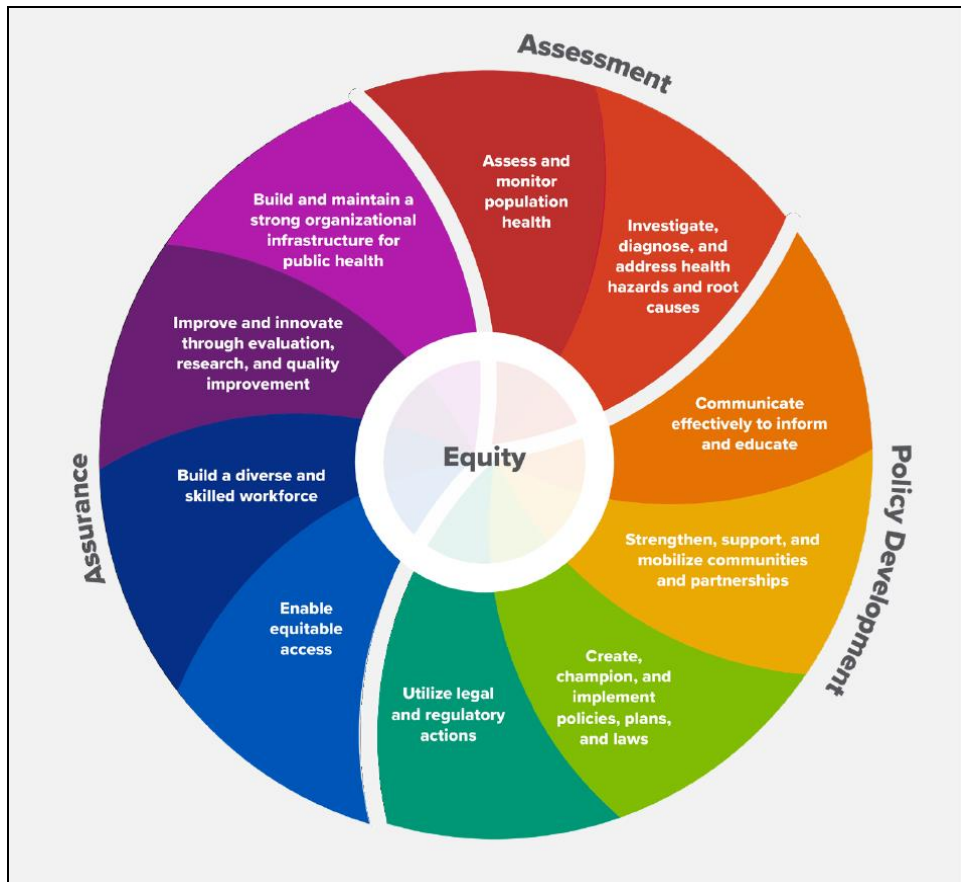 Assessment
Assess and
monitor
population
health
Investigate,
diagnose, and
address health
hazards and root
causes
Communicate
effectively to inform
and educate
Policy Development
Strengthen, support, and
mobilize communities
and partnerships
Create,
champion, and
implement
policies, plans,
and laws
Utilize legal
and regulatory
actions
Enable
equitable
access
Assurance
Build a diverse and
skilled workforce
Improve and innovate
through evaluation,
research, and quality
improvement
Build and maintain a
strong organizational
infrastructure for
public health
Equity